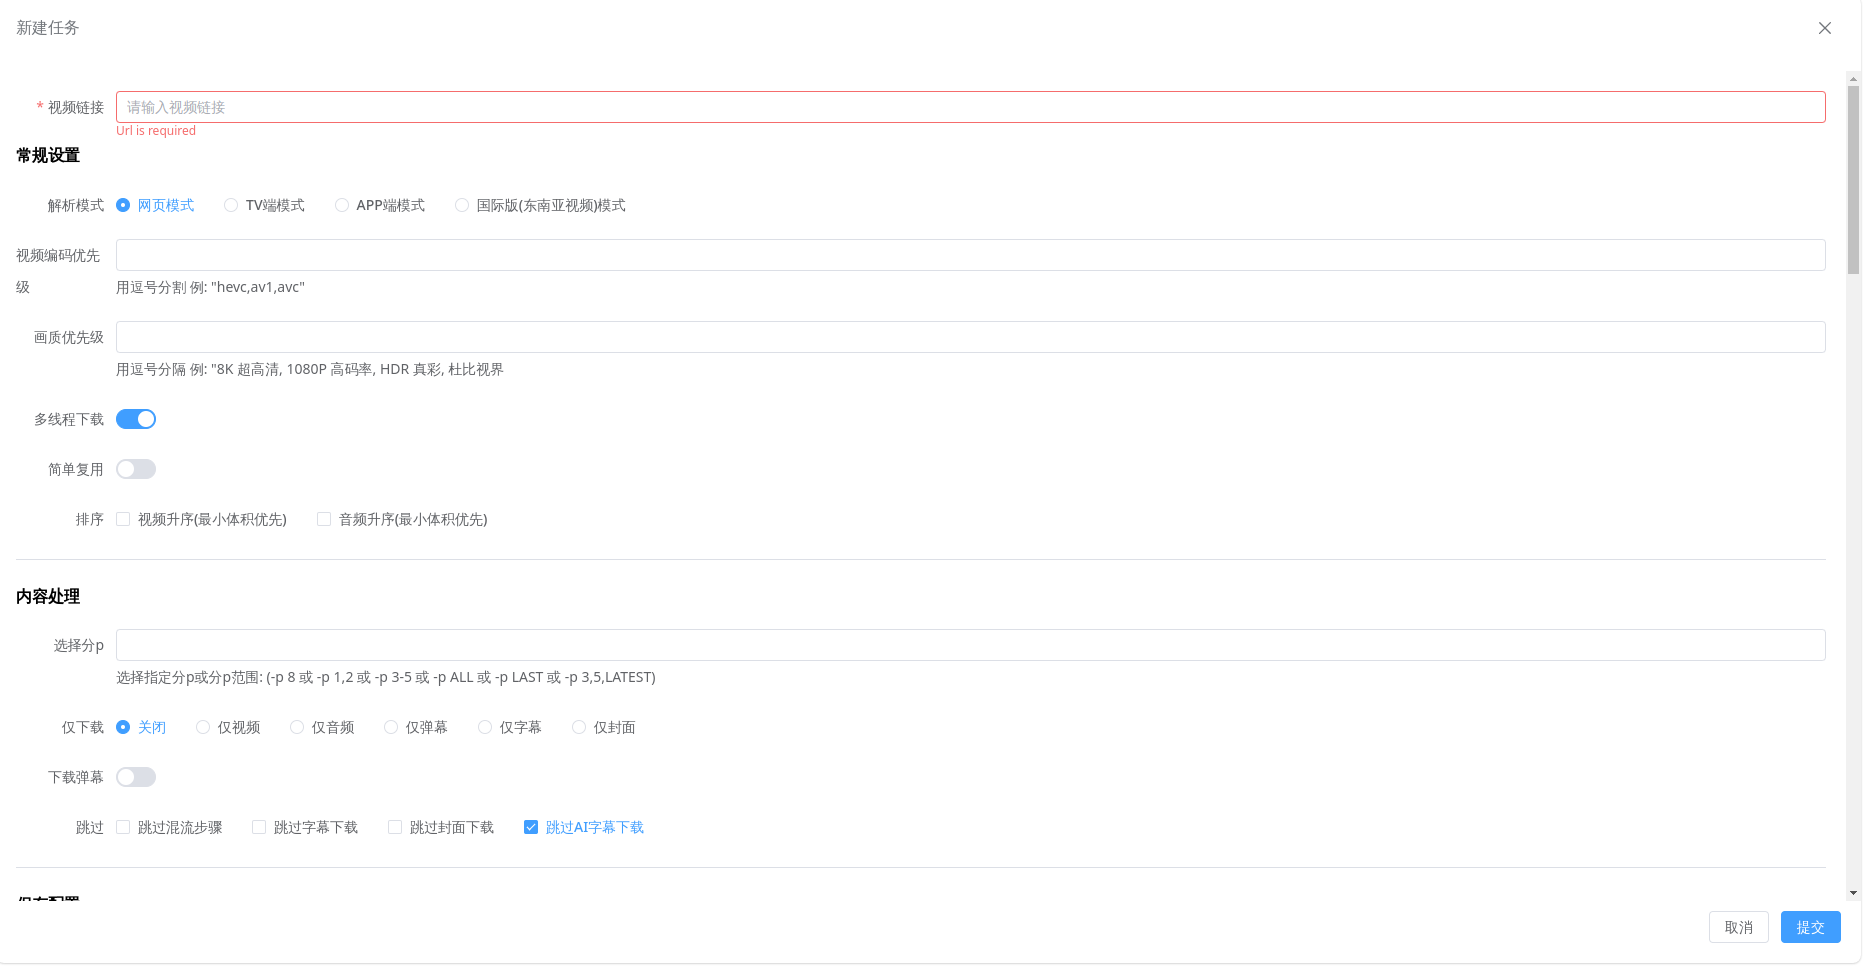 新建任务
* 视频链接 请输入视频链接
Url is required
常规设置
解析模式 网页模式 TV端模式 APP端模式 国际版(东南亚视频)模式
视频编码优先
级 用逗号分割 例: "hevc,av1,avc"
画质优先级
用逗号分隔 例: "8K 超高清, 1080P 高码率, HDR 真彩, 杜比视界
多线程下载
简单复用
排序 视频升序(最小体积优先) 音频升序(最小体积优先)
内容处理
选择分p
选择指定分p或分p范围: (-p 8 或 -p 1,2 或 -p 3-5 或 -p ALL 或 -p LAST 或 -p 3,5,LATEST)
仅下载 关闭 仅视频 仅音频 仅弹幕 仅字幕 仅封面
下载弹幕
跳过 跳过混流步骤 跳过字幕下载 跳过封面下载 跳过AI字幕下载
取消 提交